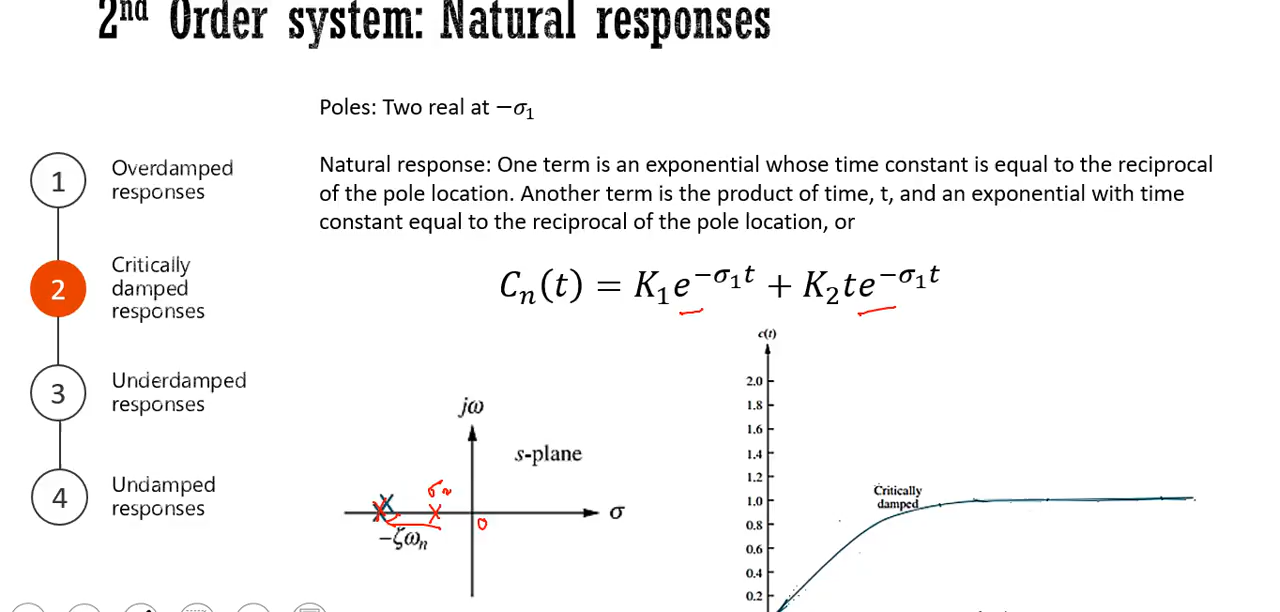 2nd Order system: Natural responses
Poles: Two real at −σ₁
Natural response: One term is an exponential whose time constant is equal to the reciprocal
of the pole location. Another term is the product of time, t, and an exponential with time
constant equal to the reciprocal of the pole location, or
Cₙ(t) = K₁e^{−σ₁t} + K₂te^{−σ₁t}
1
Overdamped
responses
2
Critically
damped
responses
3
Underdamped
responses
4
Undamped
responses
jω
s-plane
σ
0
−ζωₙ
c(t)
2.0
1.8
1.6
1.4
1.2
1.0
0.8
0.6
0.4
0.2
Critically
damped